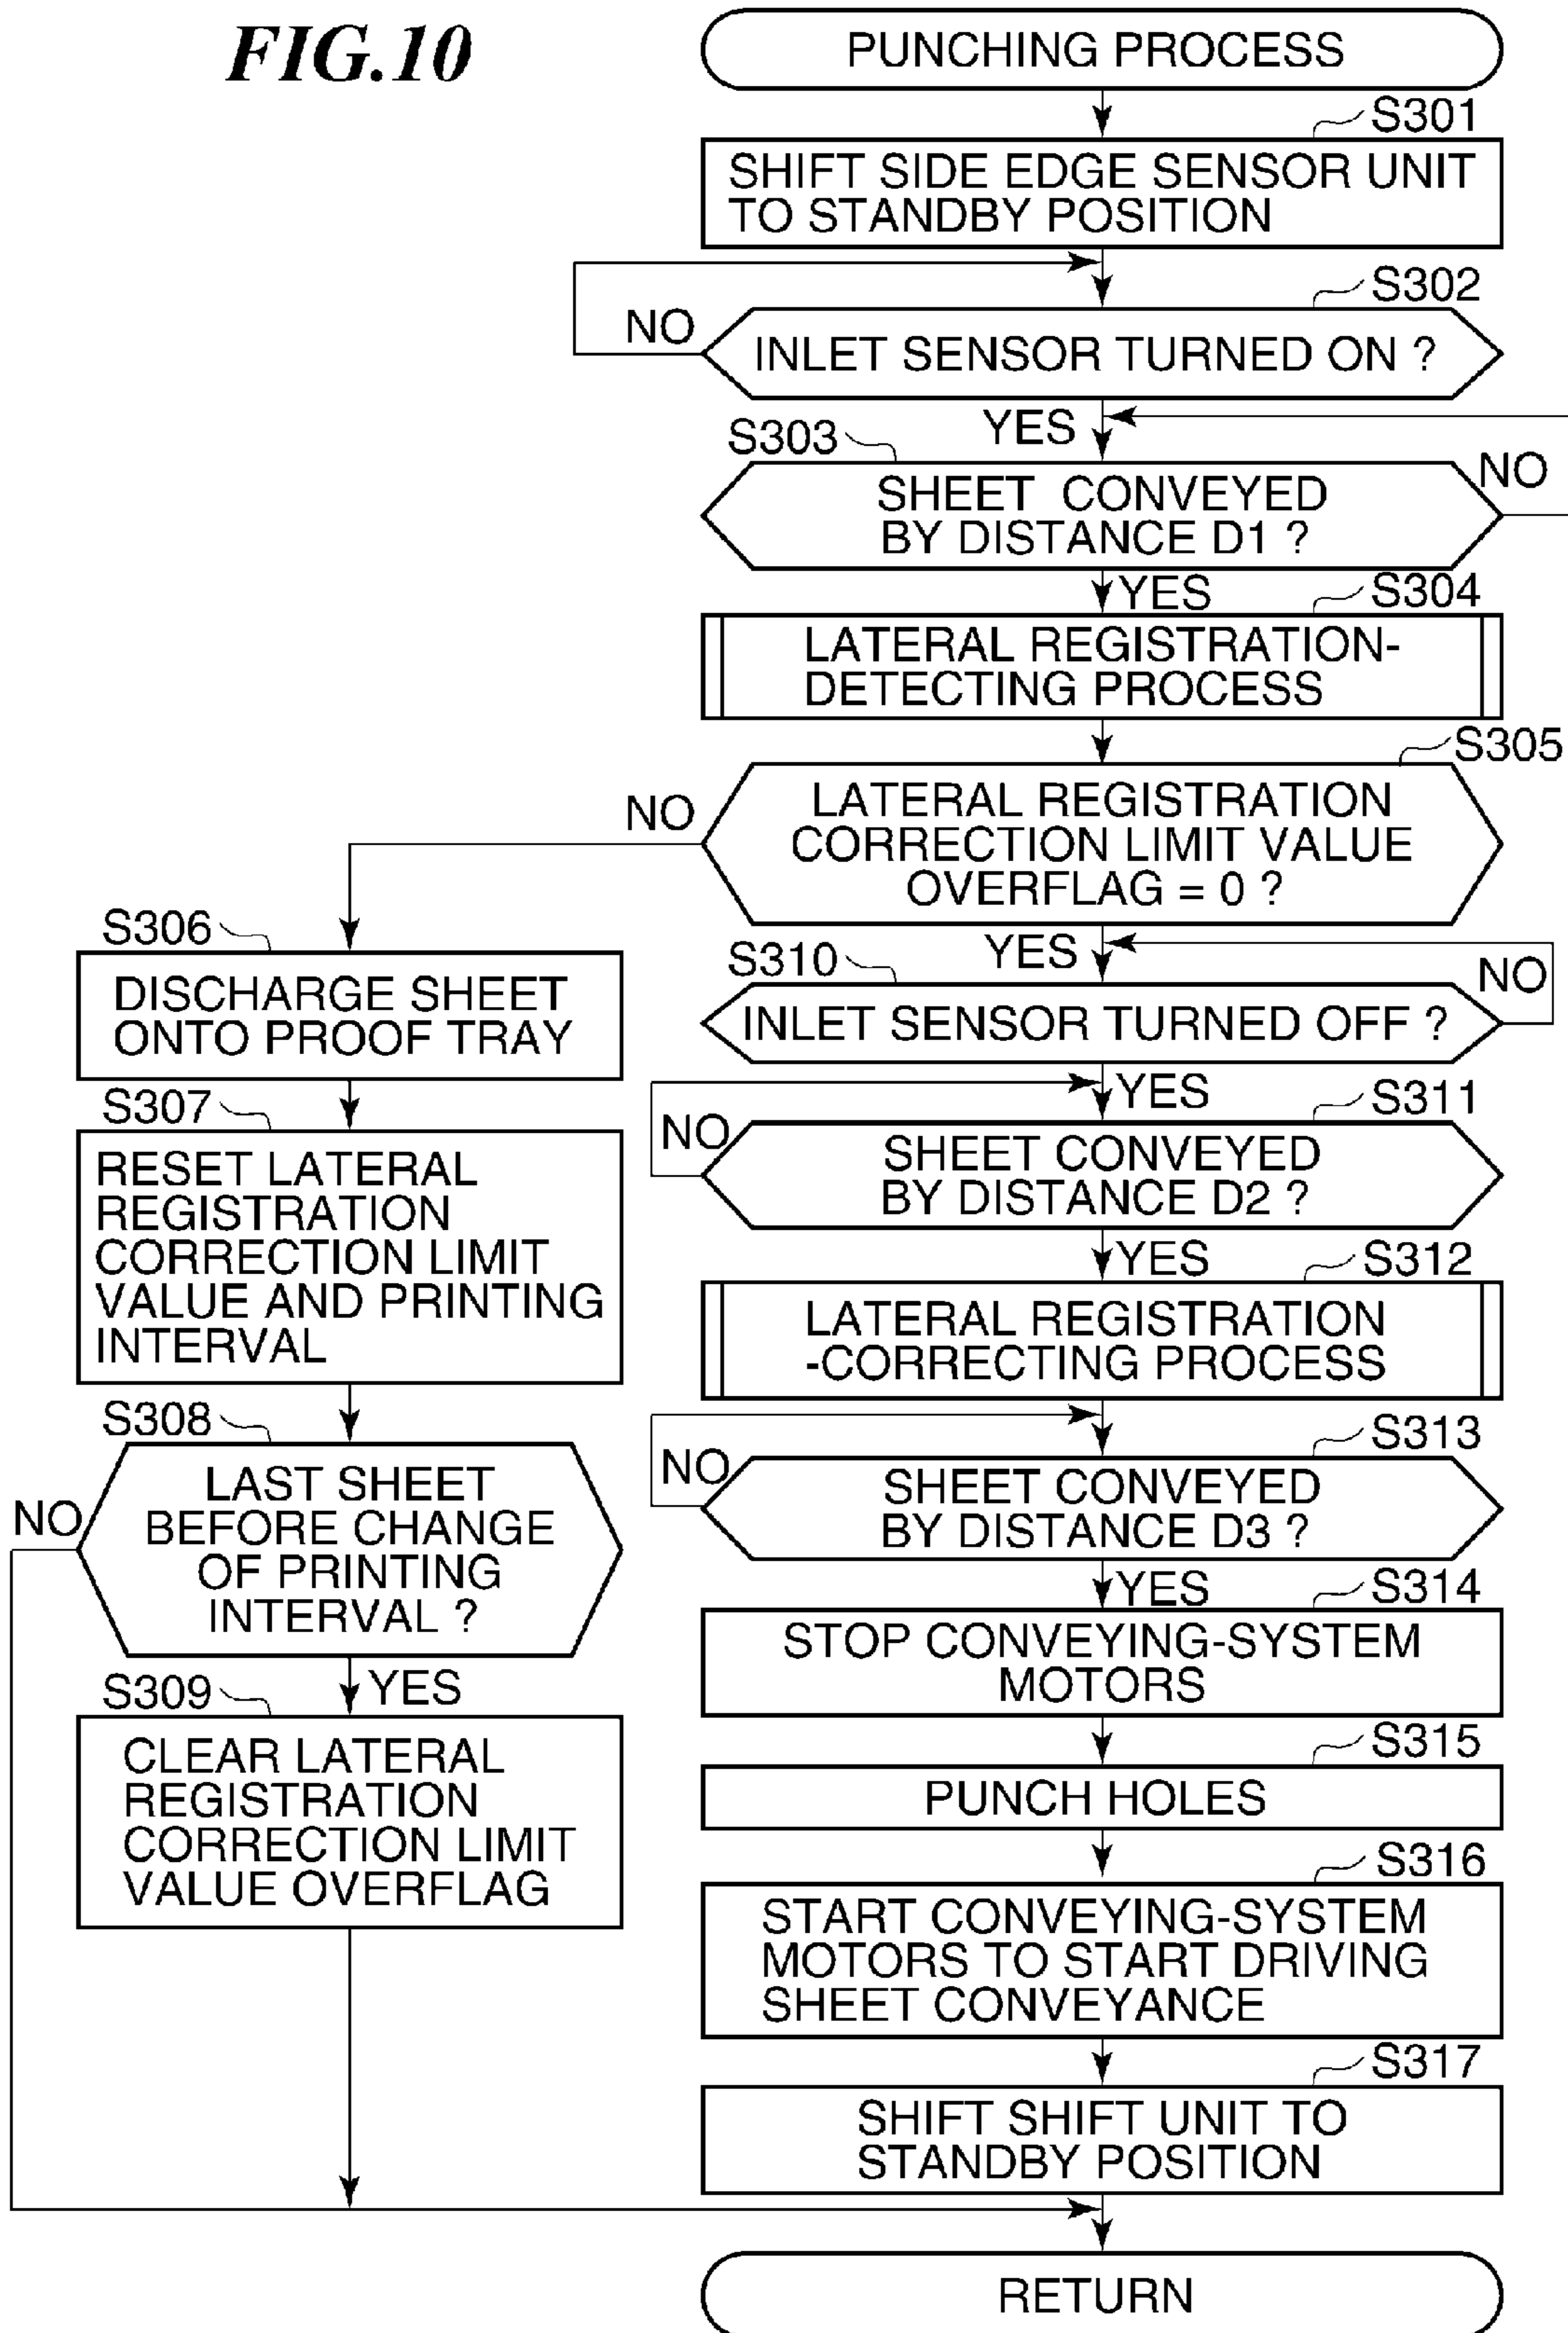 FIG.10
PUNCHING PROCESS
S301
SHIFT SIDE EDGE SENSOR UNIT
TO STANDBY POSITION
S302
NO
INLET SENSOR TURNED ON ?
YES
S303
NO
SHEET CONVEYED
BY DISTANCE D1 ?
YES
S304
LATERAL REGISTRATION-
DETECTING PROCESS
S305
NO
LATERAL REGISTRATION
CORRECTION LIMIT VALUE
OVERFLAG = 0 ?
S306
DISCHARGE SHEET
ONTO PROOF TRAY
S307
RESET LATERAL
REGISTRATION
CORRECTION LIMIT
VALUE AND PRINTING
INTERVAL
S308
NO
LAST SHEET
BEFORE CHANGE
OF PRINTING
INTERVAL ?
YES
S309
CLEAR LATERAL
REGISTRATION
CORRECTION LIMIT
VALUE OVERFLAG
YES
S310
NO
INLET SENSOR TURNED OFF ?
YES
S311
NO
SHEET CONVEYED
BY DISTANCE D2 ?
YES
S312
LATERAL REGISTRATION
-CORRECTING PROCESS
S313
NO
SHEET CONVEYED
BY DISTANCE D3 ?
YES
S314
STOP CONVEYING-SYSTEM
MOTORS
S315
PUNCH HOLES
S316
START CONVEYING-SYSTEM
MOTORS TO START DRIVING
SHEET CONVEYANCE
S317
SHIFT SHIFT UNIT TO
STANDBY POSITION
RETURN